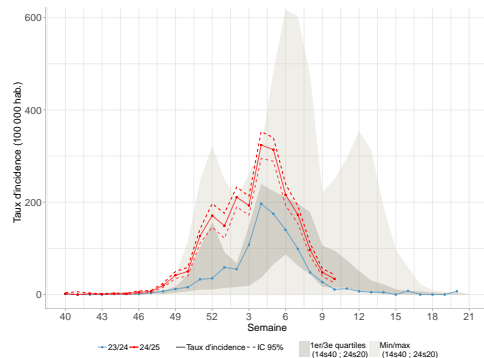 Taux d'incidence (100 000 hab.)
600
400
200
0
40 43 46 49 52 3 6 9 12 15 18 21
Semaine
23/24 24/25 Taux d'incidence IC 95% 1er/3e quartiles Min/max
(14s40 ; 24s20) (14s40 ; 24s20)